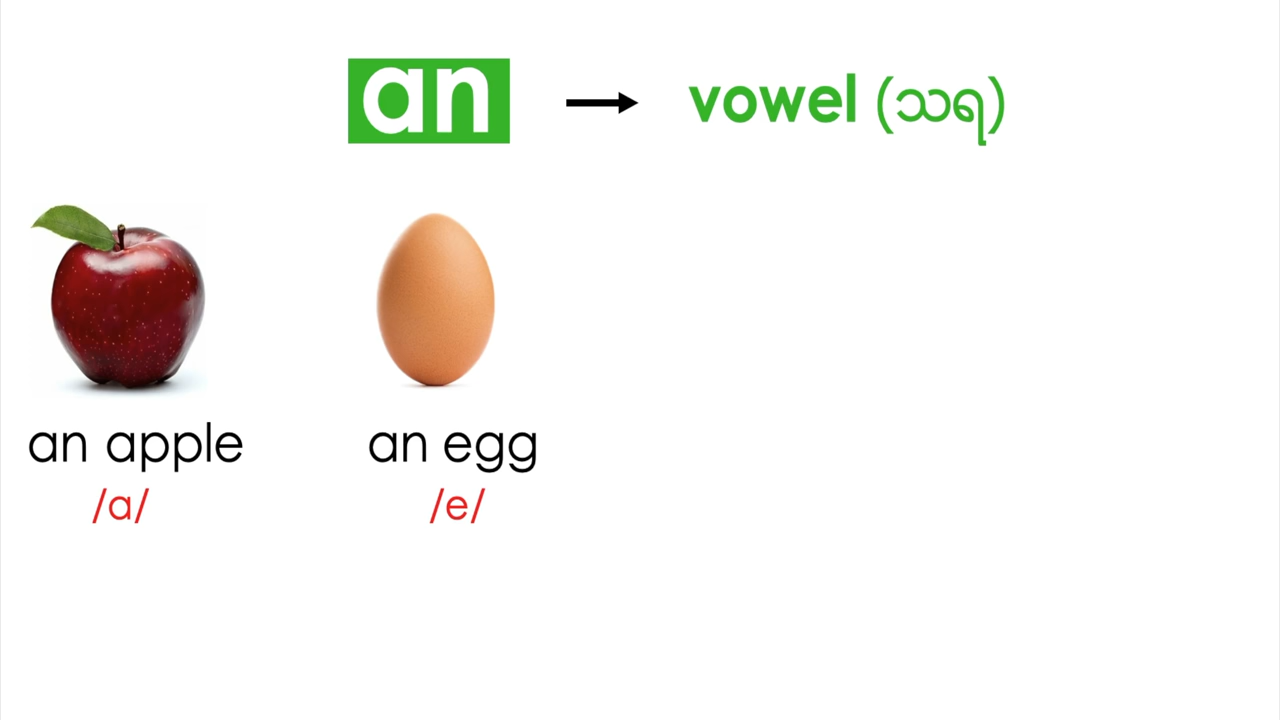 an → vowel (သရ)
an apple
/a/
an egg
/e/